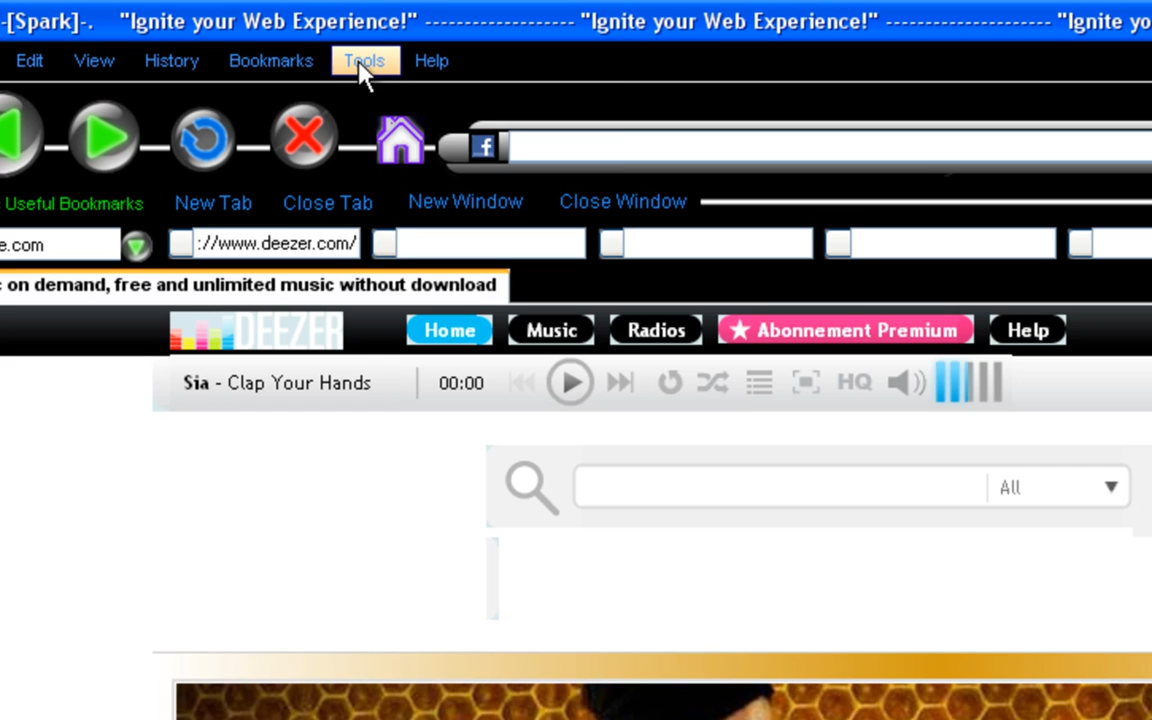 -[Spark]-. "Ignite your Web Experience!" ------------------- "Ignite your Web Experience!" --------------------- "Ignite yo
Edit View History Bookmarks Tools Help
f
: Useful Bookmarks New Tab Close Tab New Window Close Window
e.com ://www.deezer.com/
c on demand, free and unlimited music without download
DEEZER Home Music Radios Abonnement Premium Help
Sia - Clap Your Hands 00:00 HQ
All